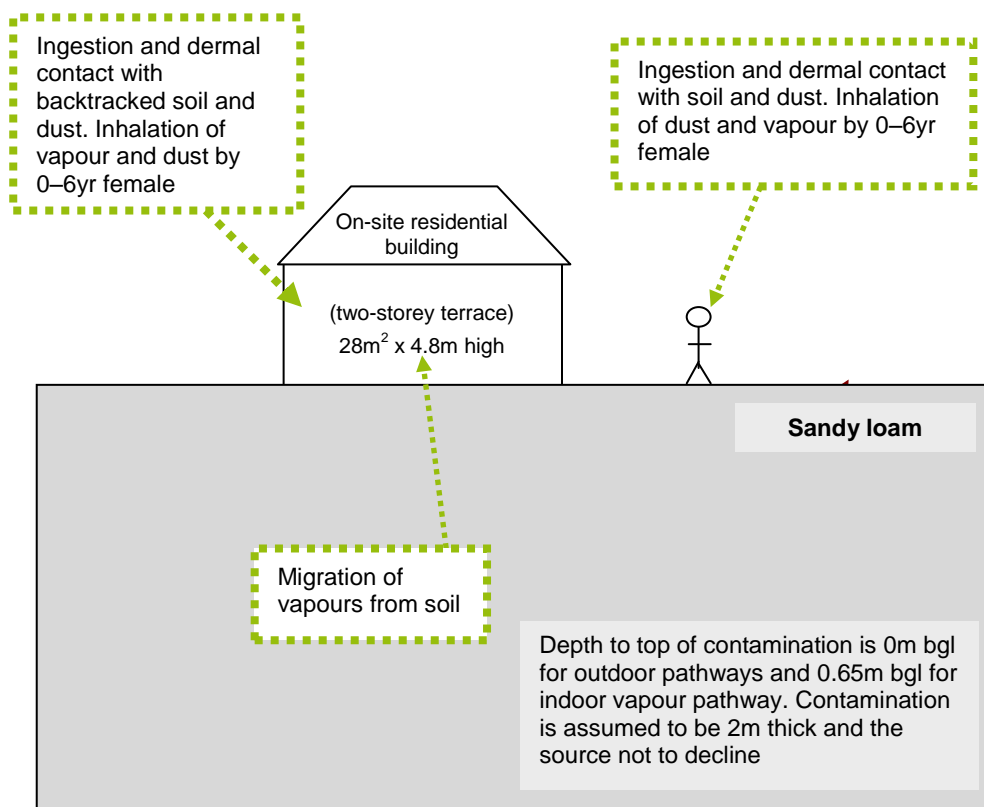 Ingestion and dermal
contact with
backtracked soil and
dust. Inhalation of
vapour and dust by
0–6yr female
Ingestion and dermal contact
with soil and dust. Inhalation
of dust and vapour by 0–6yr
female
On-site residential
building
(two-storey terrace)
28m² x 4.8m high
Sandy loam
Migration of
vapours from soil
Depth to top of contamination is 0m bgl
for outdoor pathways and 0.65m bgl for
indoor vapour pathway. Contamination
is assumed to be 2m thick and the
source not to decline